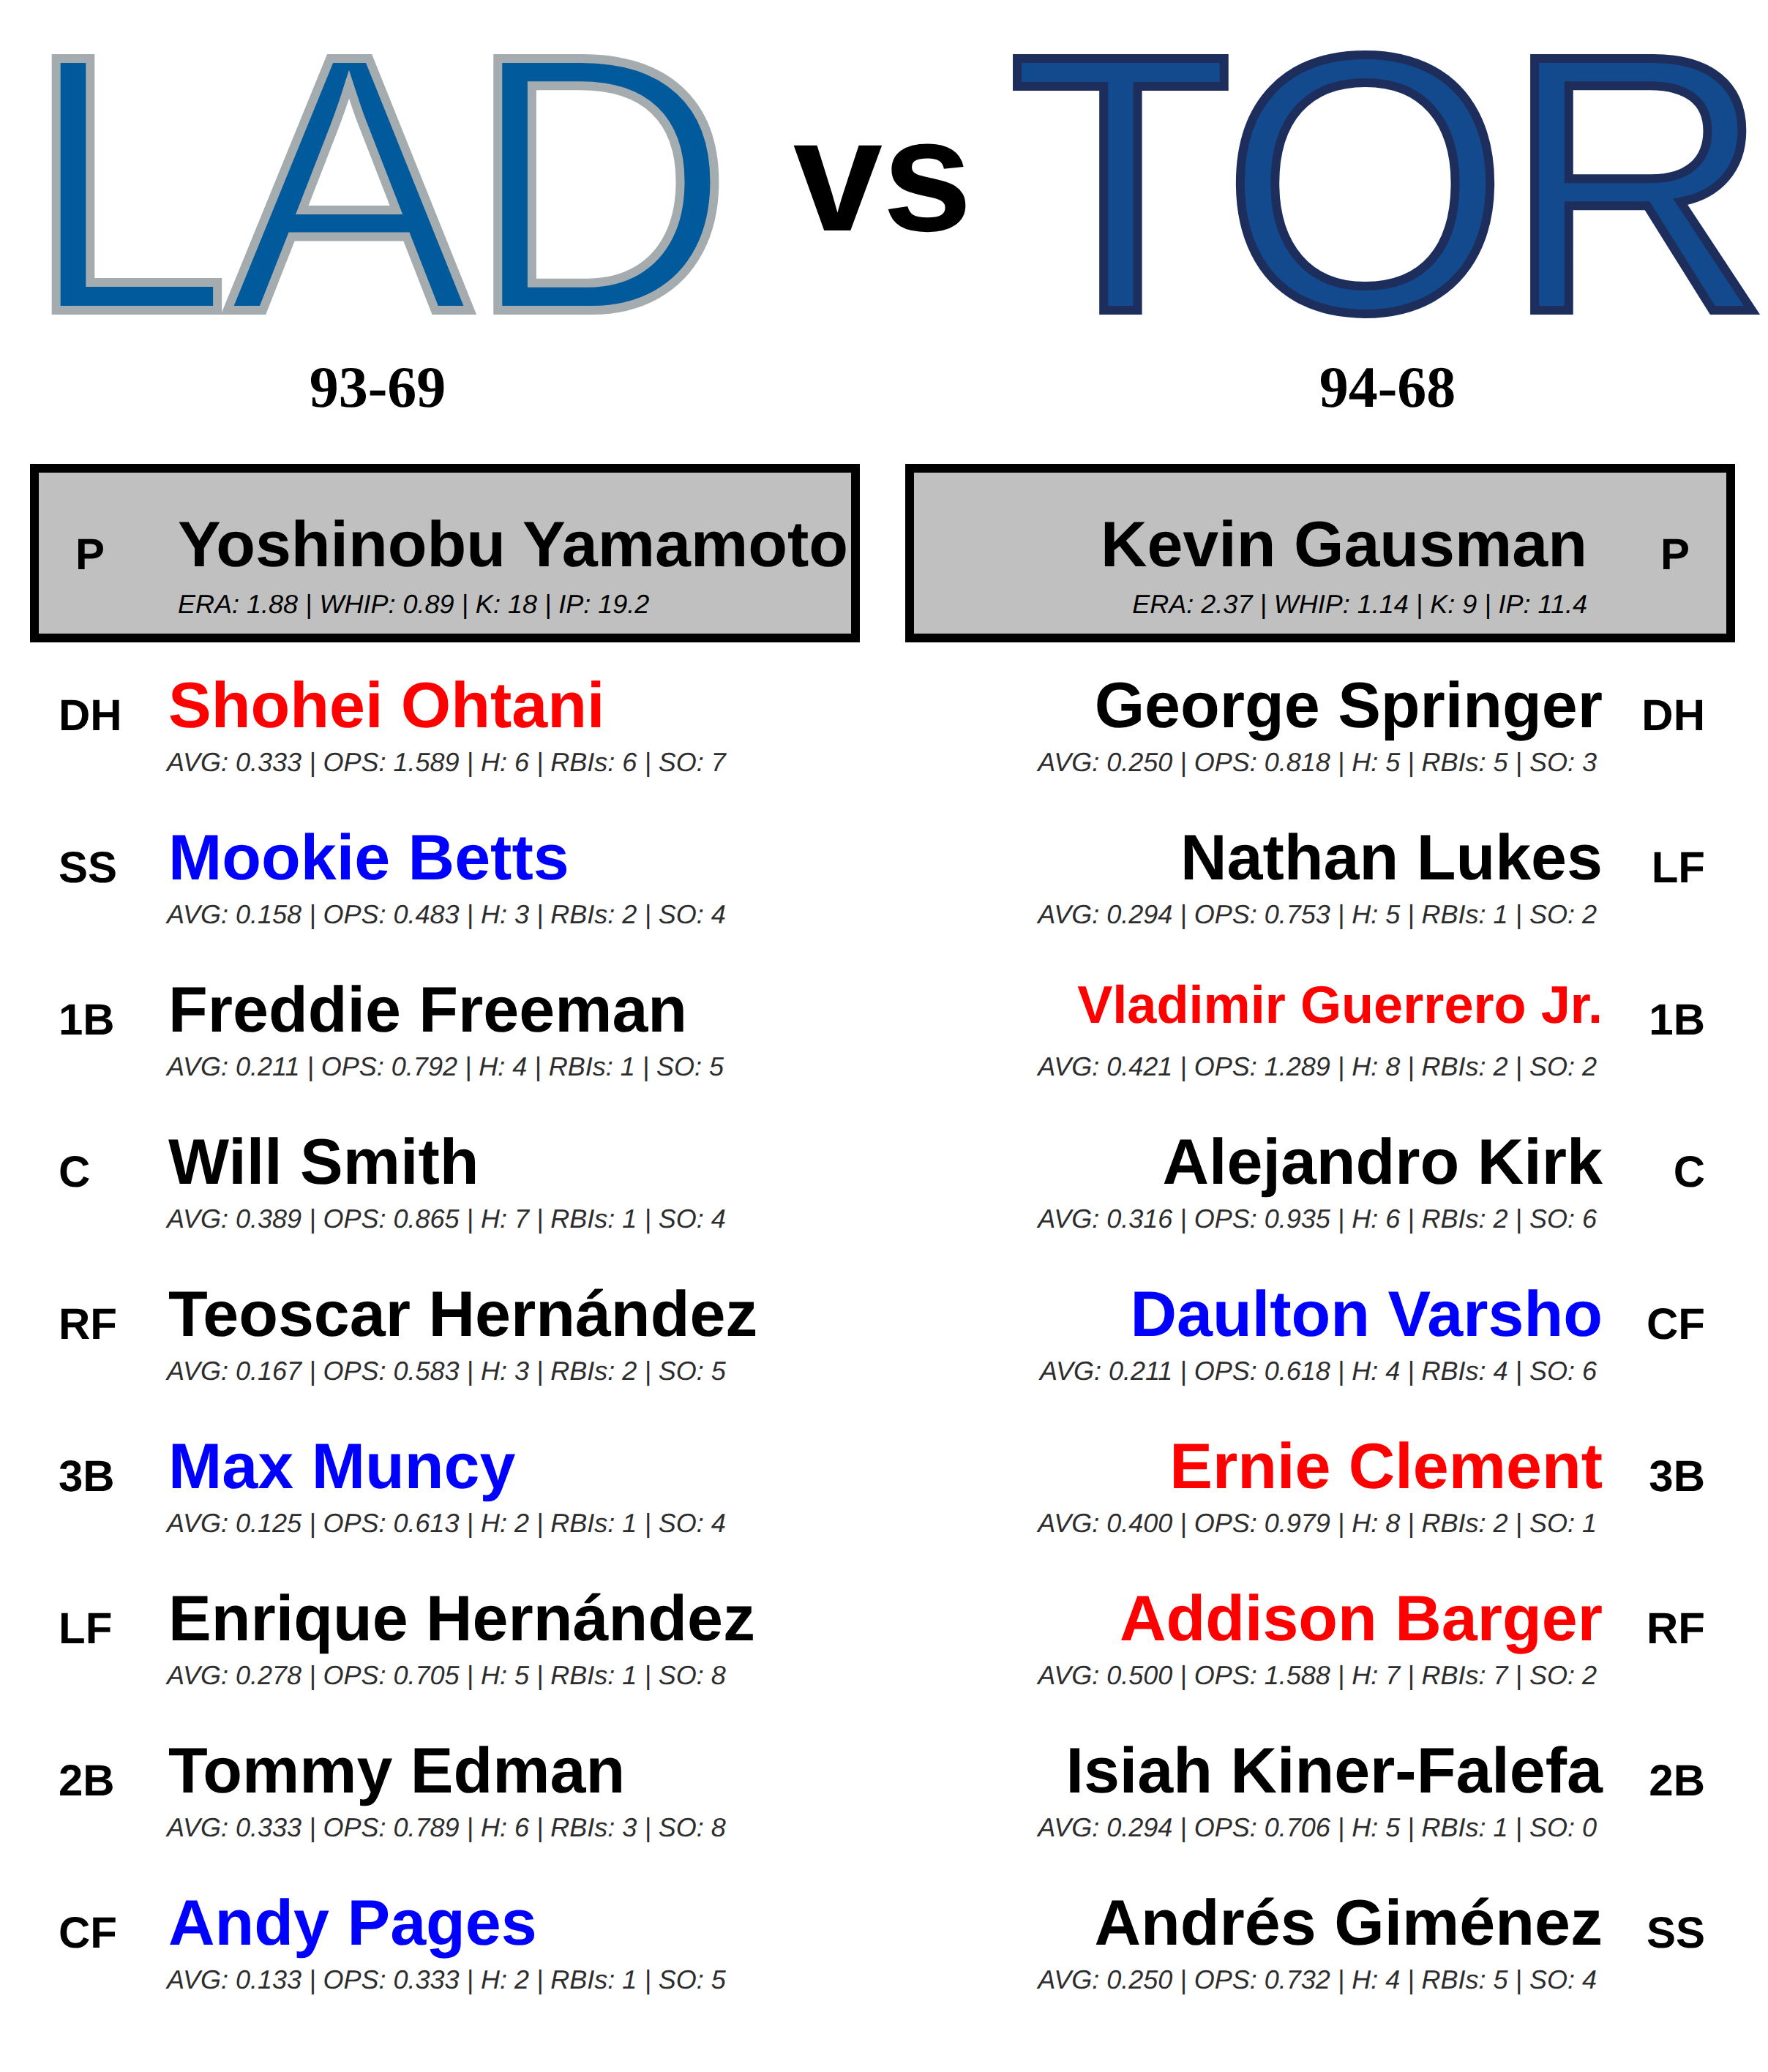 LAD vs TOR
93-69 94-68
P Yoshinobu Yamamoto
ERA: 1.88 | WHIP: 0.89 | K: 18 | IP: 19.2
Kevin Gausman P
ERA: 2.37 | WHIP: 1.14 | K: 9 | IP: 11.4
DH Shohei Ohtani
AVG: 0.333 | OPS: 1.589 | H: 6 | RBIs: 6 | SO: 7
SS Mookie Betts
AVG: 0.158 | OPS: 0.483 | H: 3 | RBIs: 2 | SO: 4
1B Freddie Freeman
AVG: 0.211 | OPS: 0.792 | H: 4 | RBIs: 1 | SO: 5
C Will Smith
AVG: 0.389 | OPS: 0.865 | H: 7 | RBIs: 1 | SO: 4
RF Teoscar Hernández
AVG: 0.167 | OPS: 0.583 | H: 3 | RBIs: 2 | SO: 5
3B Max Muncy
AVG: 0.125 | OPS: 0.613 | H: 2 | RBIs: 1 | SO: 4
LF Enrique Hernández
AVG: 0.278 | OPS: 0.705 | H: 5 | RBIs: 1 | SO: 8
2B Tommy Edman
AVG: 0.333 | OPS: 0.789 | H: 6 | RBIs: 3 | SO: 8
CF Andy Pages
AVG: 0.133 | OPS: 0.333 | H: 2 | RBIs: 1 | SO: 5
George Springer DH
AVG: 0.250 | OPS: 0.818 | H: 5 | RBIs: 5 | SO: 3
Nathan Lukes LF
AVG: 0.294 | OPS: 0.753 | H: 5 | RBIs: 1 | SO: 2
Vladimir Guerrero Jr. 1B
AVG: 0.421 | OPS: 1.289 | H: 8 | RBIs: 2 | SO: 2
Alejandro Kirk C
AVG: 0.316 | OPS: 0.935 | H: 6 | RBIs: 2 | SO: 6
Daulton Varsho CF
AVG: 0.211 | OPS: 0.618 | H: 4 | RBIs: 4 | SO: 6
Ernie Clement 3B
AVG: 0.400 | OPS: 0.979 | H: 8 | RBIs: 2 | SO: 1
Addison Barger RF
AVG: 0.500 | OPS: 1.588 | H: 7 | RBIs: 7 | SO: 2
Isiah Kiner-Falefa 2B
AVG: 0.294 | OPS: 0.706 | H: 5 | RBIs: 1 | SO: 0
Andrés Giménez SS
AVG: 0.250 | OPS: 0.732 | H: 4 | RBIs: 5 | SO: 4